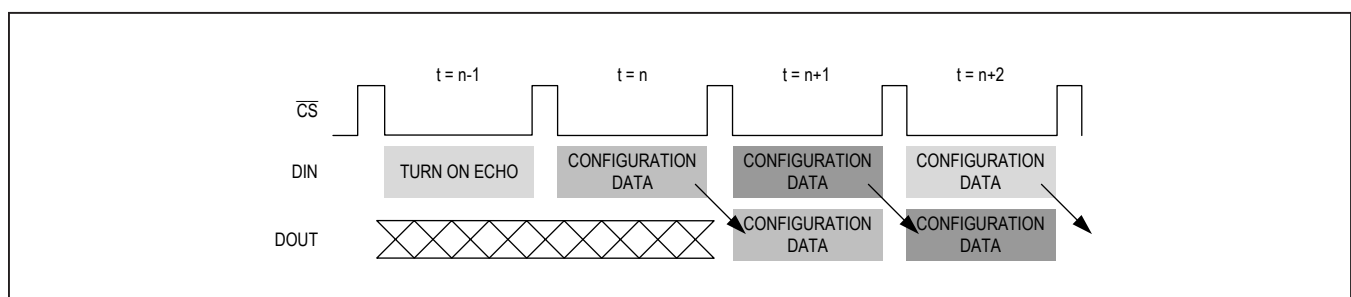 t = n-1 t = n t = n+1 t = n+2
CS
DIN TURN ON ECHO CONFIGURATION DATA CONFIGURATION DATA CONFIGURATION DATA
DOUT CONFIGURATION DATA CONFIGURATION DATA